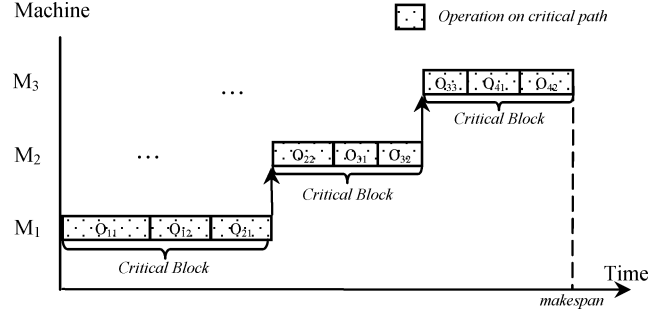 Machine
Operation on critical path
M3
...
O33 O41 O42
Critical Block
M2
...
O22 O31 O32
Critical Block
M1
O11 O12 O21
Critical Block
Time
makespan